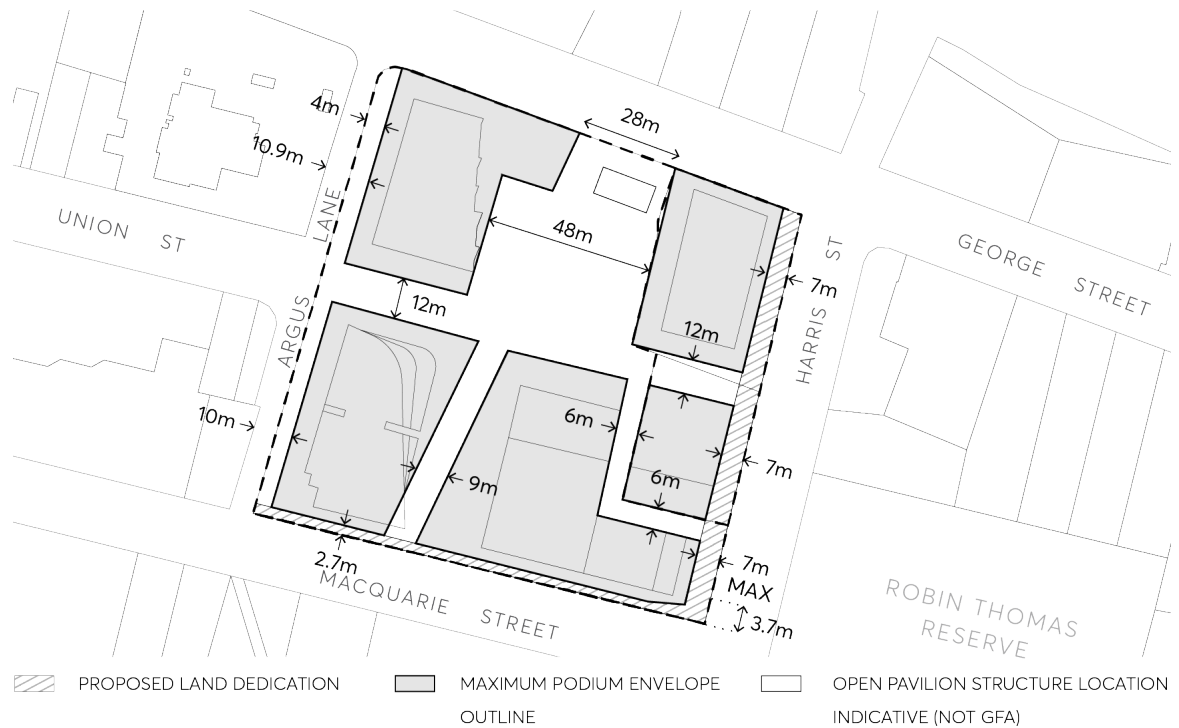 28m
4m
10.9m
UNION ST
ARGUS LANE
48m
12m
GEORGE STREET
HARRIS ST
7m
12m
10m
6m
9m
6m
7m
2.7m
7m
MAX
3.7m
MACQUARIE STREET
ROBIN THOMAS
RESERVE
PROPOSED LAND DEDICATION
MAXIMUM PODIUM ENVELOPE
OUTLINE
OPEN PAVILION STRUCTURE LOCATION
INDICATIVE (NOT GFA)